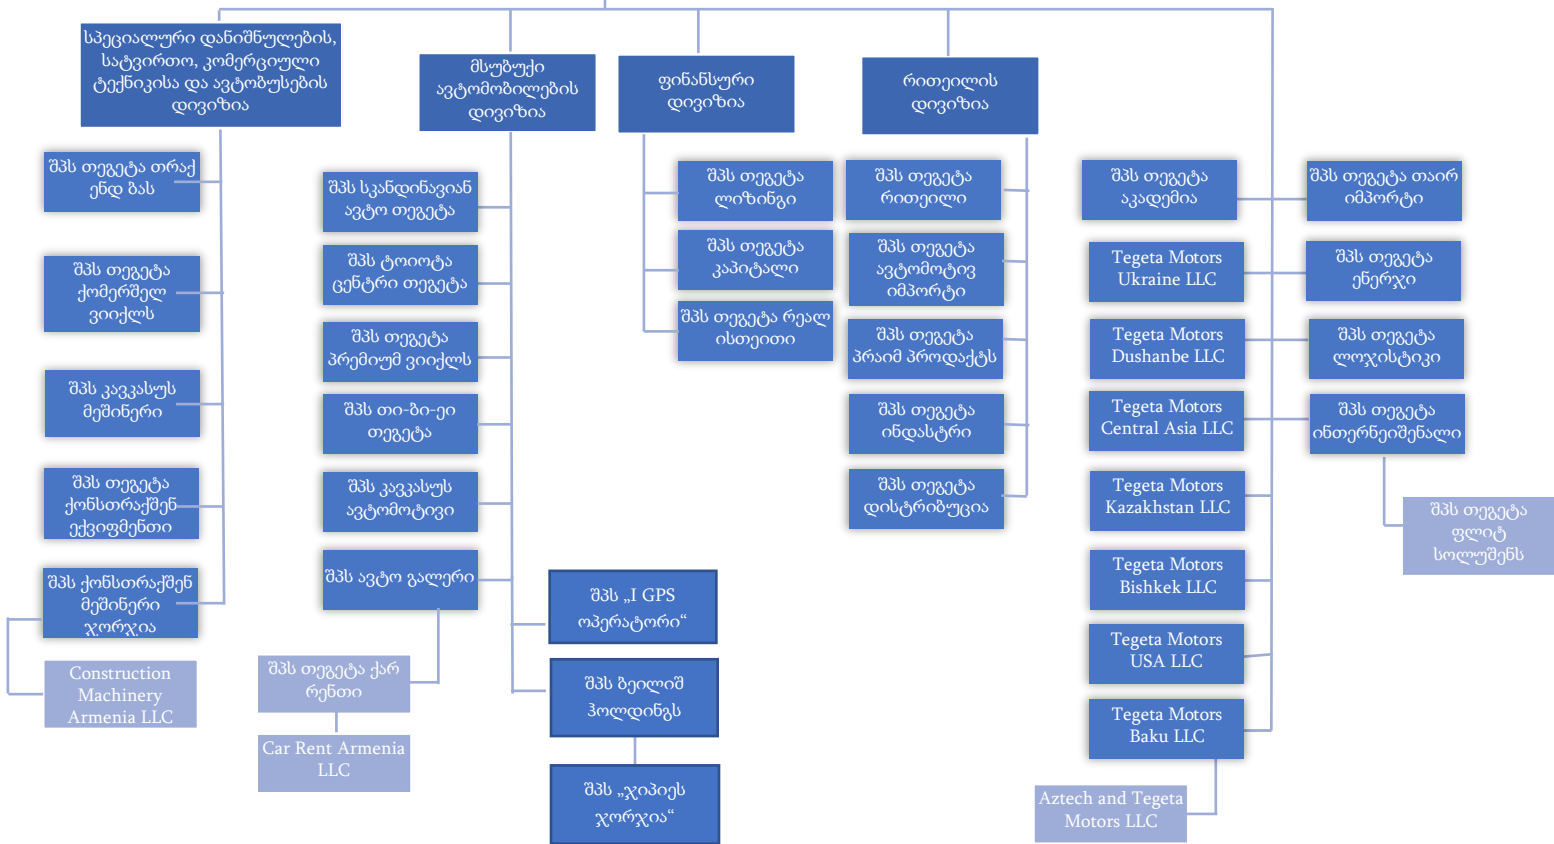 სპეციალური დანიშნულების,
სატვირთო, კომერციული
ტექნიკისა და ავტობუსების
დივიზია
შპს თეგეტა თრაქ
ენდ ბას
შპს თეგეტა
ქომერშელ
ვიიქლს
შპს კავკასუს
მეშინერი
შპს თეგეტა
ქონსთრაქშენ
ექვიფმენთი
შპს ქონსთრაქშენ
მეშინერი
ჯორჯია
Construction
Machinery
Armenia LLC
მსუბუქი
ავტომობილების
დივიზია
შპს სკანდინავიან
ავტო თეგეტა
შპს ტოიოტა
ცენტრი თეგეტა
შპს თეგეტა
პრემიუმ ვიიქლს
შპს თი-ბი-ეი
თეგეტა
შპს კავკასუს
ავტომოტივი
შპს ავტო გალერი
შპს თეგეტა ქარ
რენთი
Car Rent Armenia
LLC
შპს „I GPS
ოპერატორი“
შპს ბეილიშ
ჰოლდინგს
შპს „ჯიპიეს
ჯორჯია“
ფინანსური
დივიზია
შპს თეგეტა
ლიზინგი
შპს თეგეტა
კაპიტალი
შპს თეგეტა რეალ
ისთეითი
რითეილის
დივიზია
შპს თეგეტა
რითეილი
შპს თეგეტა
ავტომოტივ
იმპორტი
შპს თეგეტა
პრაიმ პროდაქტს
შპს თეგეტა
ინდასტრი
შპს თეგეტა
დისტრიბუცია
შპს თეგეტა
აკადემია
Tegeta Motors
Ukraine LLC
Tegeta Motors
Dushanbe LLC
Tegeta Motors
Central Asia LLC
Tegeta Motors
Kazakhstan LLC
Tegeta Motors
Bishkek LLC
Tegeta Motors
USA LLC
Tegeta Motors
Baku LLC
Aztech and Tegeta
Motors LLC
შპს თეგეტა თაირ
იმპორტი
შპს თეგეტა
ენერჯი
შპს თეგეტა
ლოჯისტიკი
შპს თეგეტა
ინთერნეიშენალი
შპს თეგეტა
ფლიტ
სოლუშენს